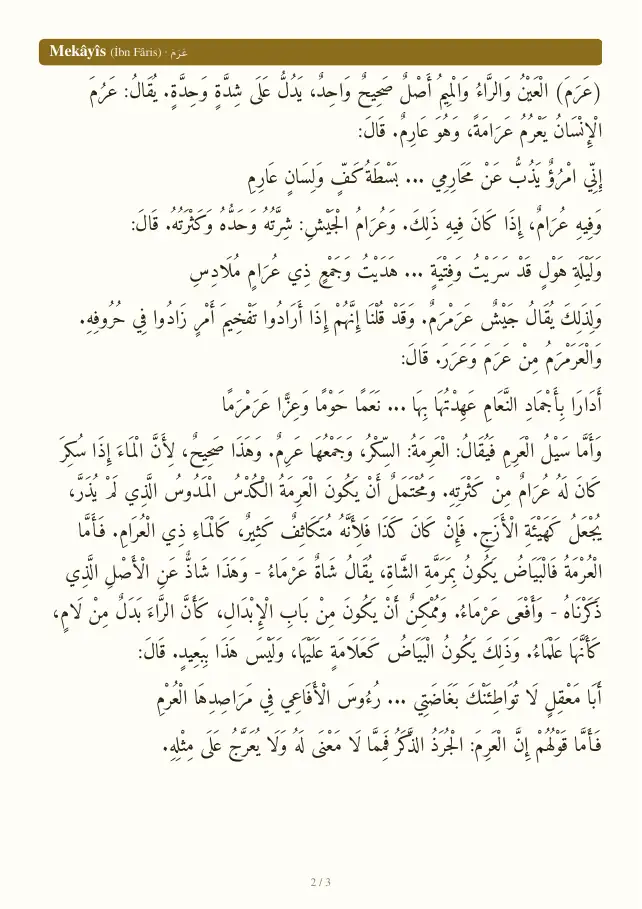 Mekâyîs (İbn Fâris) · عَرَمَ
(عَرَمَ) الْعَيْنُ وَالرَّاءُ وَالْمِيمُ أَصْلٌ صَحِيحٌ وَاحِدٌ، يَدُلُّ عَلَى شِدَّةٍ وَحِدَّةٍ. يُقَالُ: عَرُمَ
الْإِنْسَانُ يَعْرُمُ عَرَامَةً، وَهُوَ عَارِمٌ. قَالَ:
إِنِّي امْرُؤٌ يَذُبُّ عَنْ مَحَارِمِي ... بَسْطَةُ كَفٍّ وَلِسَانٍ عَارِمِ
وَفِيهِ عُرَامٌ، إِذَا كَانَ فِيهِ ذَلِكَ. وَعُرَامُ الْجَيْشِ: شِرَّتُهُ وَحَدُّهُ وَكَثْرَتُهُ. قَالَ:
وَلَيْلَةِ هَوْلٍ قَدْ سَرَيْتُ وَفِتْيَةٍ ... هَدَيْتُ وَجَمْعٍ ذِي عُرَامٍ مُلَادِسِ
وَلِذَلِكَ يُقَالُ جَيْشٌ عَرَمْرَمٌ. وَقَدْ قُلْنَا إِنَّهُمْ إِذَا أَرَادُوا تَفْخِيمَ أَمْرٍ زَادُوا فِي حُرُوفِهِ.
وَالْعَرَمْرَمُ مِنْ عَرَمَ وَعَرَرَ. قَالَ:
أَدَارَا بِأَجْمَادِ النَّعَامِ عَهِدْتُهَا بِهَا ... نَعَمًا حَوْمًا وَعِزًّا عَرَمْرَمًا
وَأَمَّا سَيْلُ الْعَرِمِ فَيُقَالُ: الْعَرِمَةُ: السِّكْرُ، وَجَمْعُهَا عَرِمٌ. وَهَذَا صَحِيحٌ، لِأَنَّ الْمَاءَ إِذَا سُكِرَ
كَانَ لَهُ عُرَامٌ مِنْ كَثْرَتِهِ. وَمُحْتَمَلٌ أَنْ يَكُونَ الْعَرِمَةُ الْكُدْسُ الْمَدُوسُ الَّذِي لَمْ يُذَرَّ،
يُجْعَلُ كَهَيْئَةِ الْأَزَجِ. فَإِنْ كَانَ كَذَا فَلِأَنَّهُ مُتَكَاثِفٌ كَثِيرٌ، كَالْمَاءِ ذِي الْعُرَامِ. فَأَمَّا
الْعُرْمَةُ فَالْبَيَاضُ يَكُونُ بِمَرَمَّةِ الشَّاةِ، يُقَالُ شَاةٌ عَرْمَاءُ - وَهَذَا شَاذٌّ عَنِ الْأَصْلِ الَّذِي
ذَكَرْنَاهُ - وَأَفْعَى عَرْمَاءُ. وَمُمْكِنٌ أَنْ يَكُونَ مِنْ بَابِ الْإِبْدَالِ، كَأَنَّ الرَّاءَ بَدَلٌ مِنْ لَامٍ،
كَأَنَّهَا عَلْمَاءُ. وَذَلِكَ يَكُونُ الْبَيَاضُ كَعَلَامَةٍ عَلَيْهَا، وَلَيْسَ هَذَا بِبَعِيدٍ. قَالَ:
أَبَا مَعْقِلٍ لَا تُوَاطِئَنْكَ بَغَاضَتِي ... رُءُوسَ الْأَفَاعِي فِي مَرَاصِدِهَا الْعُرْمِ
فَأَمَّا قَوْلُهُمْ إِنَّ الْعَرِمَ: الْجُرَذُ الذَّكَرُ فَمِمَّا لَا مَعْنَى لَهُ وَلَا يُعَرَّجُ عَلَى مِثْلِهِ.
2 / 3